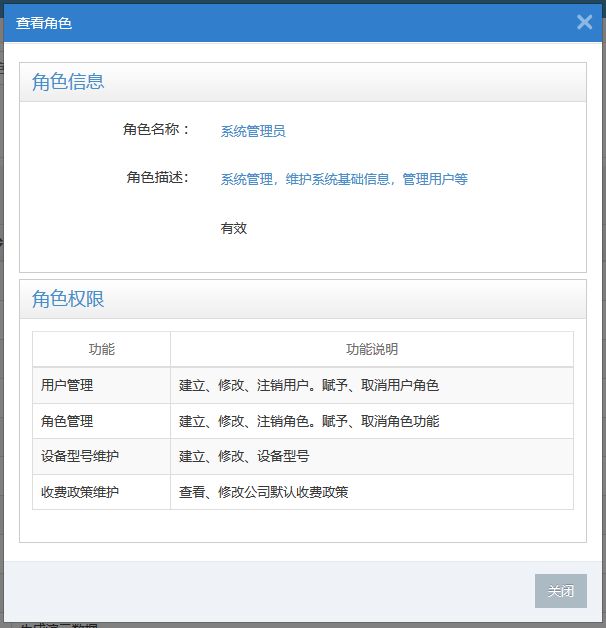 查看角色
角色信息
角色名称： 系统管理员
角色描述： 系统管理，维护系统基础信息，管理用户等
有效
角色权限
功能 功能说明
用户管理 建立、修改、注销用户。赋予、取消用户角色
角色管理 建立、修改、注销角色。赋予、取消角色功能
设备型号维护 建立、修改、设备型号
收费政策维护 查看、修改公司默认收费政策
关闭